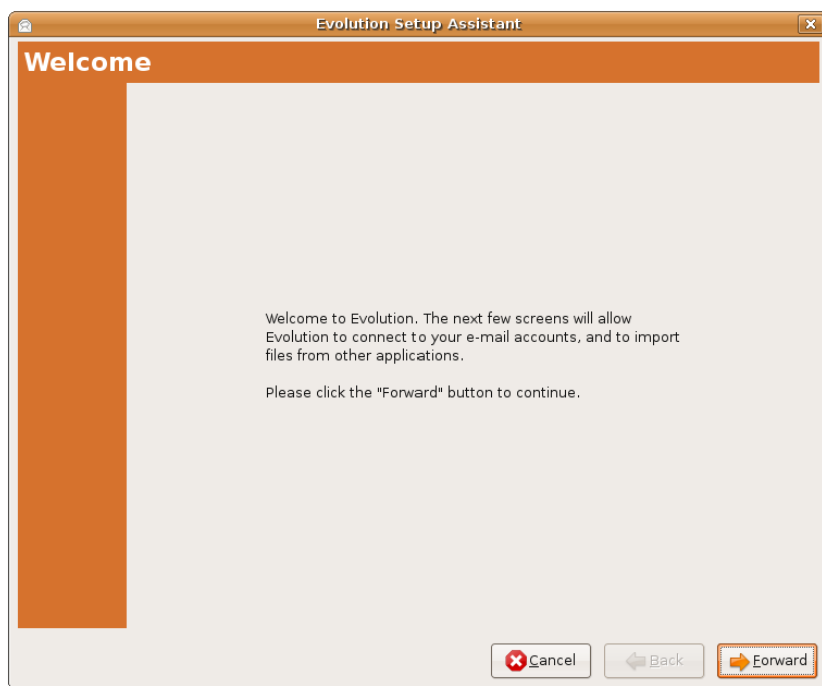 Evolution Setup Assistant
Welcome
Welcome to Evolution. The next few screens will allow
Evolution to connect to your e-mail accounts, and to import
files from other applications.
Please click the "Forward" button to continue.
Cancel
Back
Forward